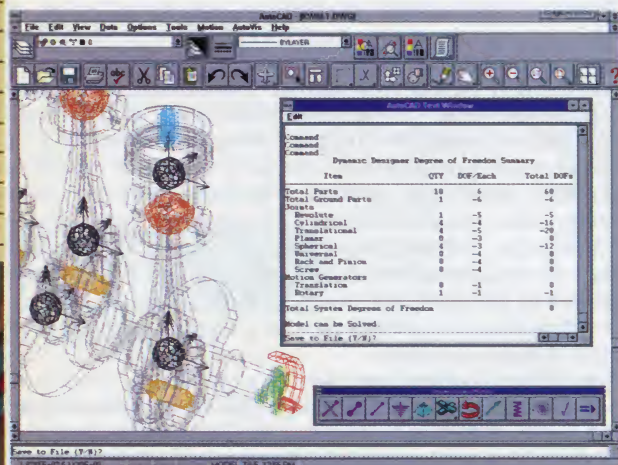 AutoCAD - [KWN61.DWG]
File Edit View Data Options Tools Motion AutoVis Help
0 BYLAYER
AutoCAD Text Window
Edit
Command
Command
Command
Dynamic Designer Degree of Freedom Summary
Item QTY DOF/Each Total DOFs
Total Parts 10 6 60
Total Ground Parts 1 -6 -6
Joints
Revolute 1 -5 -5
Cylindrical 4 -4 -16
Translational 4 -5 -20
Planar 0 -3 0
Spherical 4 -3 -12
Universal 0 -4 0
Rack and Pinion 0 -4 0
Screw 0 -4 0
Motion Generators
Translation 0 -1 0
Rotary 1 -1 -1
Total System Degrees of Freedom 0
Model can be Solved.
Save to File (Y/N)?
Save to File (Y/N)?